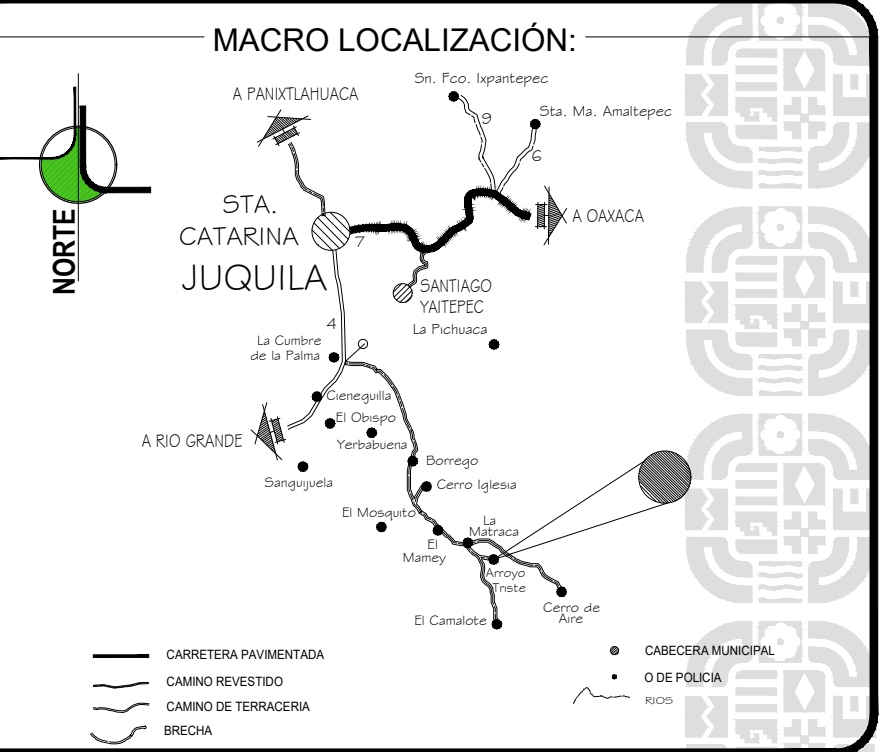 MACRO LOCALIZACIÓN:
Sn. Fco. Ixpantepec
A PANIXTLAHUACA
Sta. Ma. Amaltepec
9
6
NORTE
STA.
CATARINA
JUQUILA
7
A OAXACA
SANTIAGO
YAITEPEC
La Pichuaca
4
La Cumbre
de la Palma
Cieneguilla
El Obispo
A RIO GRANDE
Yerbabuena
Borrego
Sanguijuela
Cerro Iglesia
El Mosquito
La
Matraca
El
Mamey
Arroyo
Triste
Cerro de
Aire
El Camalote
CARRETERA PAVIMENTADA
CAMINO REVESTIDO
CAMINO DE TERRACERIA
BRECHA
CABECERA MUNICIPAL
O DE POLICIA
RIOS